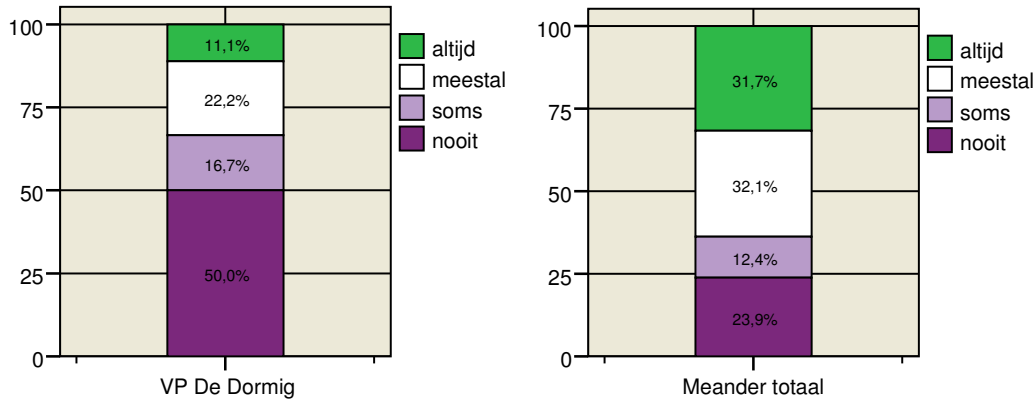 100
75
50
25
0
11,1%
22,2%
16,7%
50,0%
altijd
meestal
soms
nooit
VP De Dormig
100
75
50
25
0
31,7%
32,1%
12,4%
23,9%
altijd
meestal
soms
nooit
Meander totaal